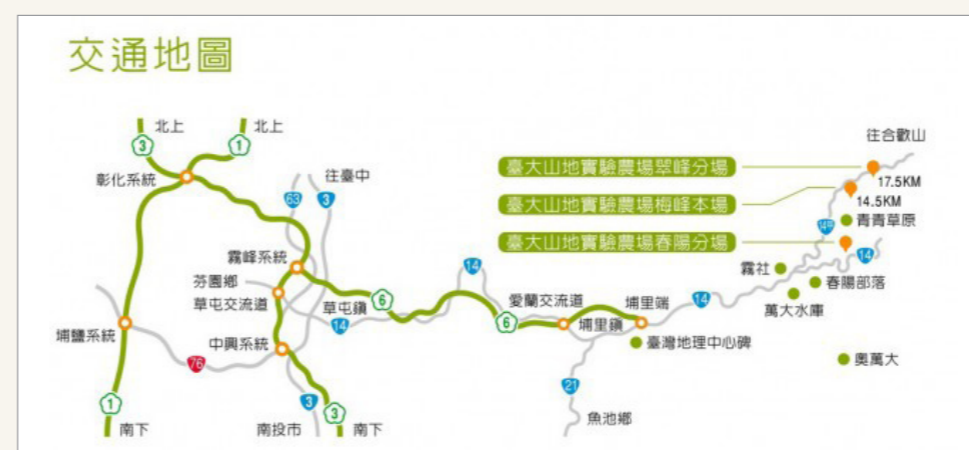 交通地圖
北上
北上
3
1
彰化系統
往臺中
63
3
往合歡山
臺大山地實驗農場翠峰分場
17.5KM
臺大山地實驗農場梅峰本場
14.5KM
14甲
青青草原
臺大山地實驗農場春陽分場
14
霧峰系統
芬園鄉
草屯交流道
草屯鎮
14
6
14
6
愛蘭交流道
埔里端
埔里鎮
14
霧社
春陽部落
萬大水庫
埔鹽系統
中興系統
76
臺灣地理中心碑
奧萬大
1
南下
3
南投市
3
南下
21
魚池鄉